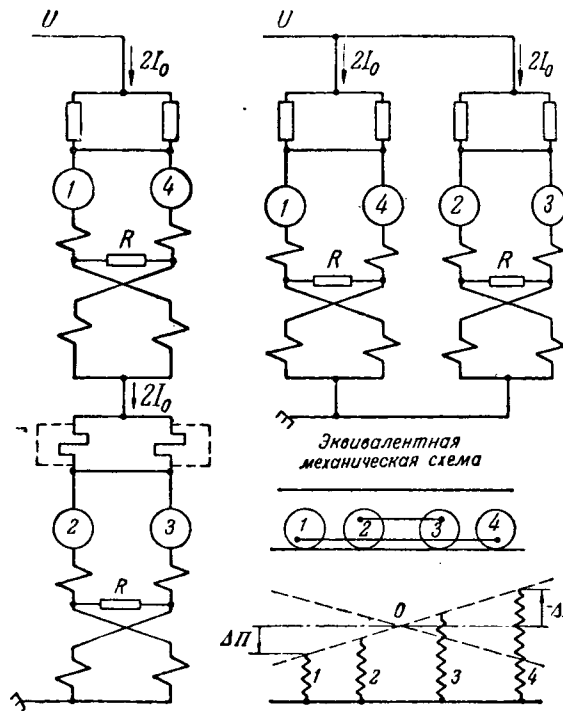 U
2I₀
1 4
R
2I₀
2 3
R
U
2I₀ 2I₀
1 4 2 3
R R
Эквивалентная
механическая схема
1 2 3 4
0
ΔП
1 2 3 4